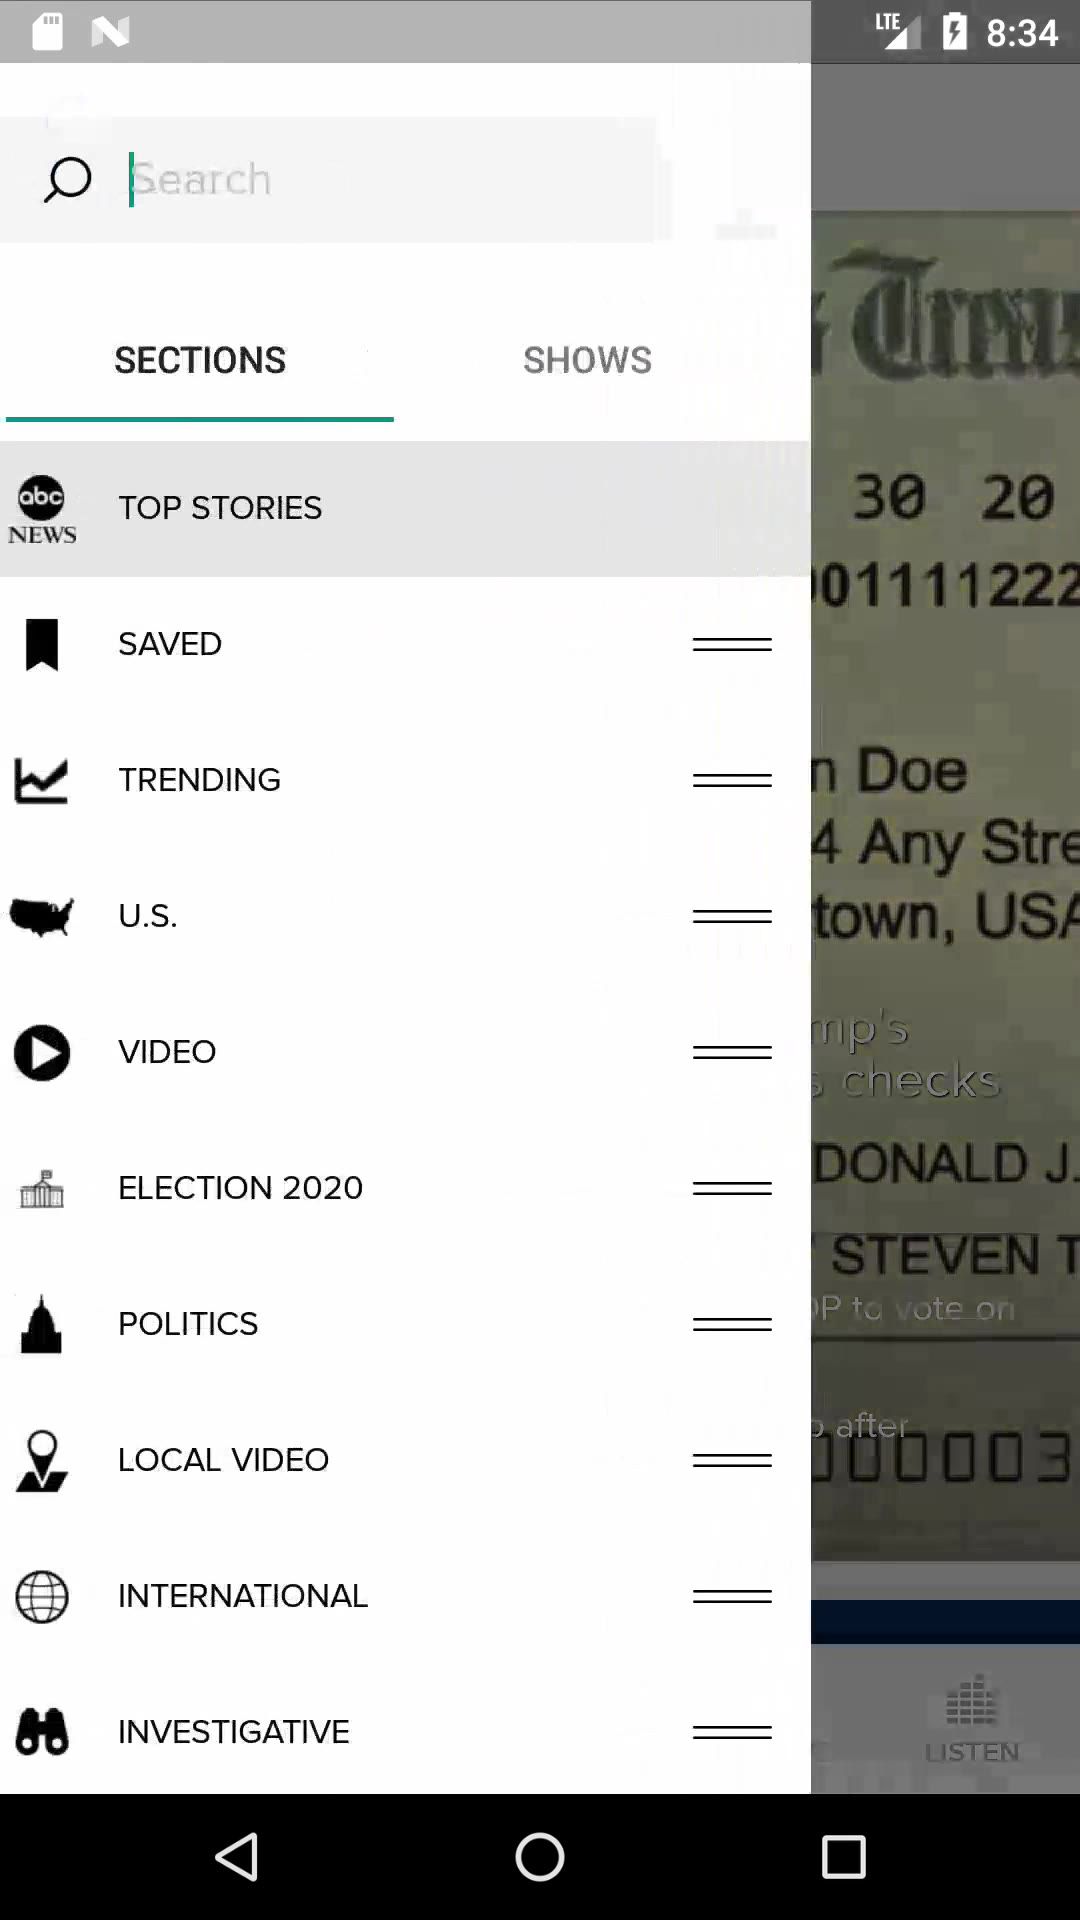 LTE 8:34
Search
SECTIONS SHOWS
abc
NEWS
TOP STORIES
SAVED
TRENDING
U.S.
VIDEO
ELECTION 2020
POLITICS
LOCAL VIDEO
INTERNATIONAL
INVESTIGATIVE
30 20
001111222
n Doe
4 Any Stre
town, USA
mp's
s checks
DONALD J.
STEVEN T
OP to vote on
after
000003
LISTEN